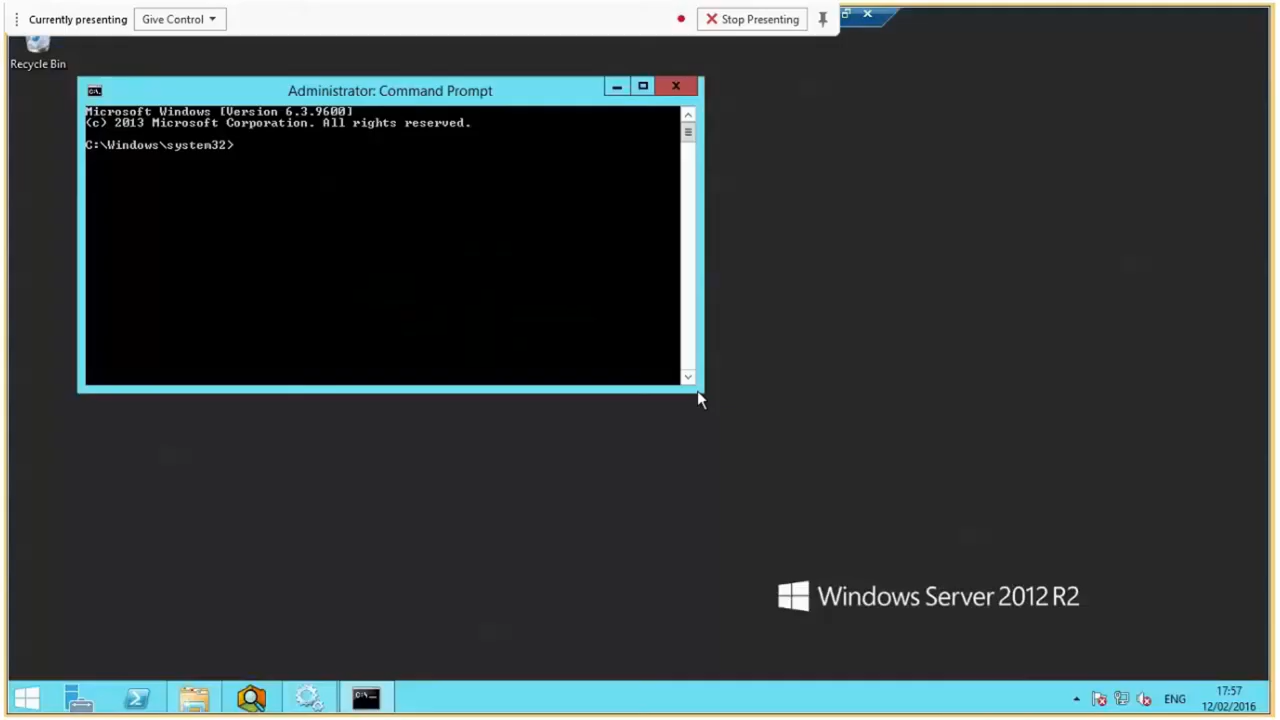 Currently presenting
Give Control
Stop Presenting
Recycle Bin
Administrator: Command Prompt
Microsoft Windows [Version 6.3.9600]
(c) 2013 Microsoft Corporation. All rights reserved.
C:\Windows\system32>
Windows Server 2012 R2
ENG
17:57
12/02/2016